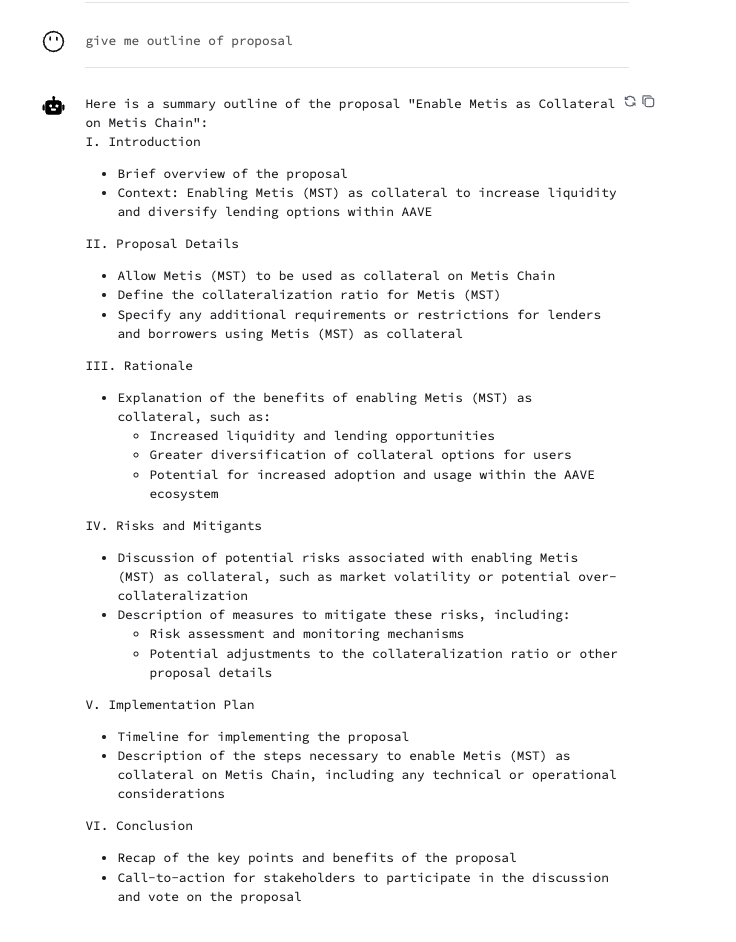 give me outline of proposal
Here is a summary outline of the proposal "Enable Metis as Collateral
on Metis Chain":
I. Introduction
• Brief overview of the proposal
• Context: Enabling Metis (MST) as collateral to increase liquidity
and diversify lending options within AAVE
II. Proposal Details
• Allow Metis (MST) to be used as collateral on Metis Chain
• Define the collateralization ratio for Metis (MST)
• Specify any additional requirements or restrictions for lenders
and borrowers using Metis (MST) as collateral
III. Rationale
• Explanation of the benefits of enabling Metis (MST) as
collateral, such as:
◦ Increased liquidity and lending opportunities
◦ Greater diversification of collateral options for users
◦ Potential for increased adoption and usage within the AAVE
ecosystem
IV. Risks and Mitigants
• Discussion of potential risks associated with enabling Metis
(MST) as collateral, such as market volatility or potential over-
collateralization
• Description of measures to mitigate these risks, including:
◦ Risk assessment and monitoring mechanisms
◦ Potential adjustments to the collateralization ratio or other
proposal details
V. Implementation Plan
• Timeline for implementing the proposal
• Description of the steps necessary to enable Metis (MST) as
collateral on Metis Chain, including any technical or operational
considerations
VI. Conclusion
• Recap of the key points and benefits of the proposal
• Call-to-action for stakeholders to participate in the discussion
and vote on the proposal